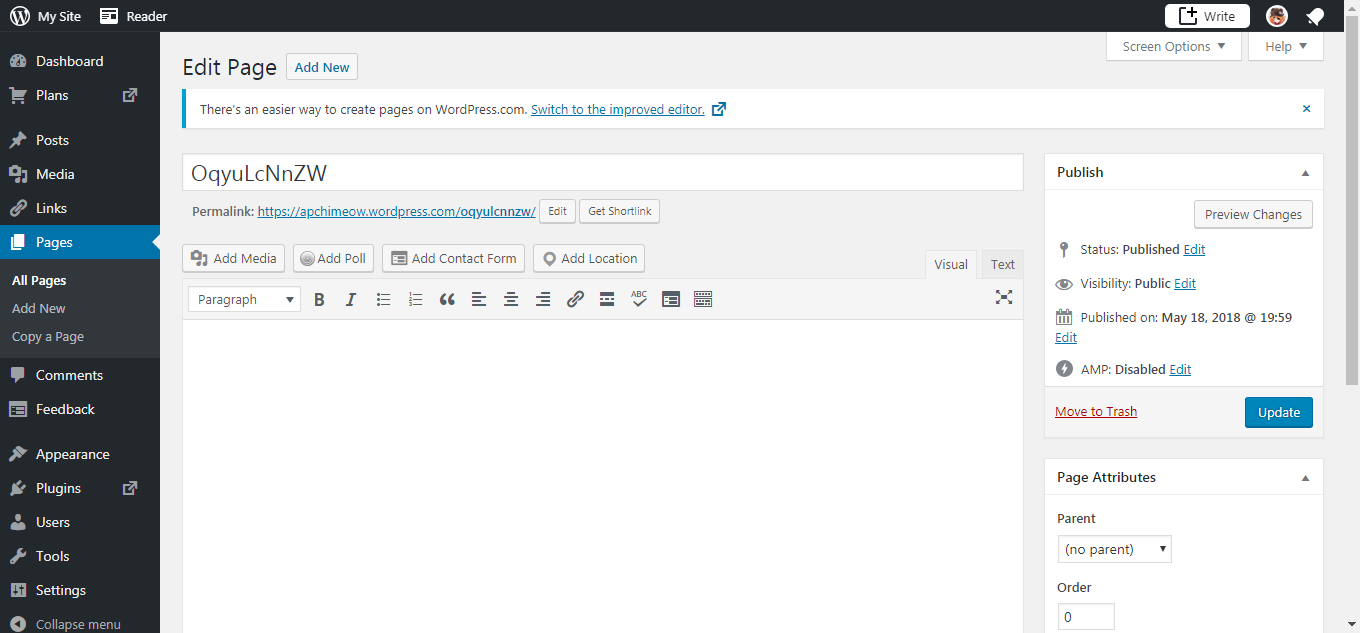 My Site
Reader
Write
Dashboard
Plans
Posts
Media
Links
Pages
All Pages
Add New
Copy a Page
Comments
Feedback
Appearance
Plugins
Users
Tools
Settings
Collapse menu
Screen Options
Help
Edit Page
Add New
There's an easier way to create pages on WordPress.com. Switch to the improved editor.
OqyuLcNnZW
Permalink: https://apchimeow.wordpress.com/oqyulcnnzw/ Edit Get Shortlink
Add Media Add Poll Add Contact Form Add Location
Visual Text
Paragraph B I ABC
Publish
Preview Changes
Status: Published Edit
Visibility: Public Edit
Published on: May 18, 2018 @ 19:59
Edit
AMP: Disabled Edit
Move to Trash
Update
Page Attributes
Parent
(no parent)
Order
0